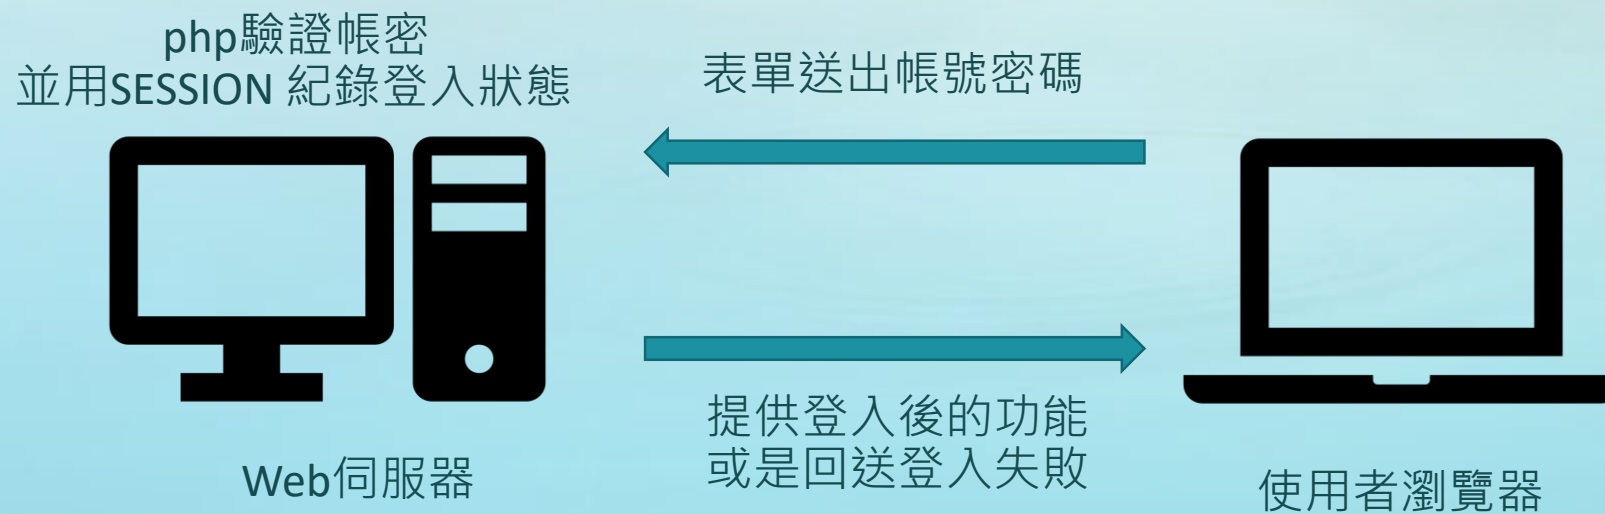 php驗證帳密
並用SESSION 紀錄登入狀態
表單送出帳號密碼
提供登入後的功能
或是回送登入失敗
Web伺服器
使用者瀏覽器